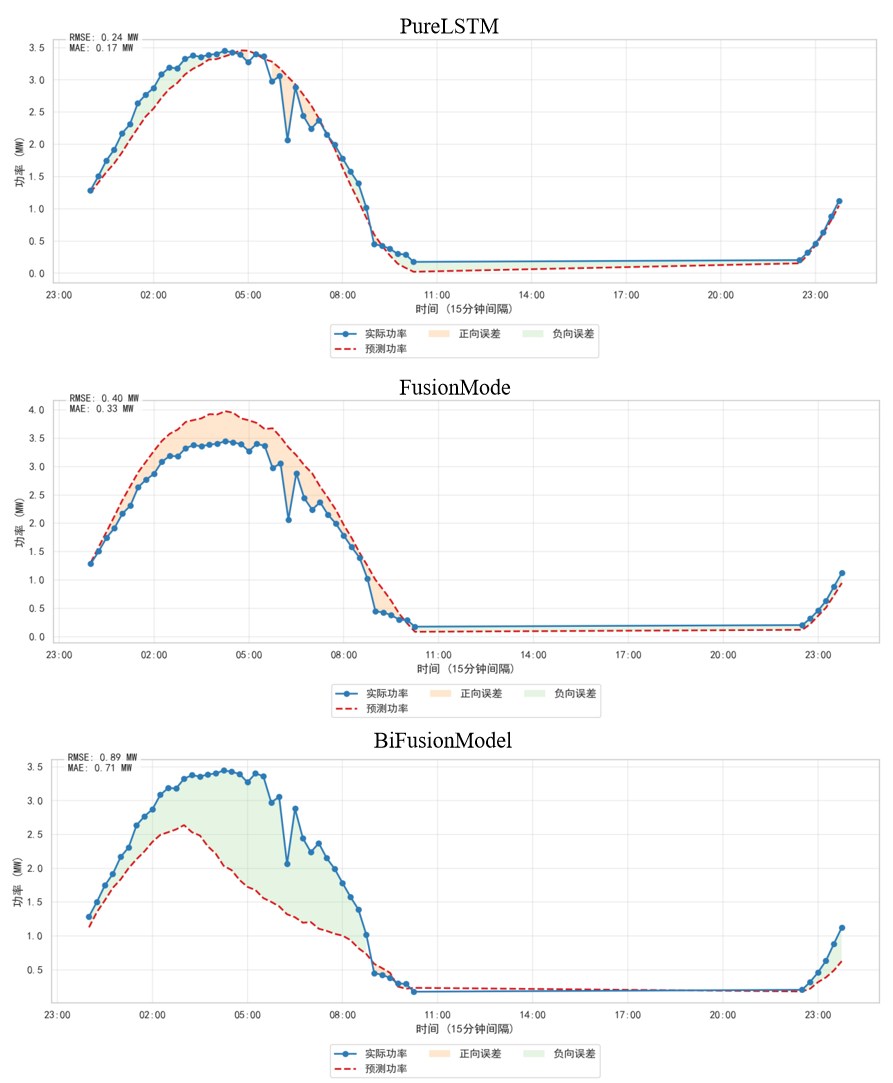 PureLSTM
RMSE: 0.24 MW
MAE: 0.17 MW
3.5
3.0
2.5
2.0
1.5
1.0
0.5
0.0
功率 (MW)
23:00 02:00 05:00 08:00 11:00 14:00 17:00 20:00 23:00
时间 (15分钟间隔)
实际功率 正向误差 负向误差
预测功率
FusionMode
RMSE: 0.40 MW
MAE: 0.33 MW
4.0
3.5
3.0
2.5
2.0
1.5
1.0
0.5
0.0
功率 (MW)
23:00 02:00 05:00 08:00 11:00 14:00 17:00 20:00 23:00
时间 (15分钟间隔)
实际功率 正向误差 负向误差
预测功率
BiFusionModel
RMSE: 0.89 MW
MAE: 0.71 MW
3.5
3.0
2.5
2.0
1.5
1.0
0.5
功率 (MW)
23:00 02:00 05:00 08:00 11:00 14:00 17:00 20:00 23:00
时间 (15分钟间隔)
实际功率 正向误差 负向误差
预测功率